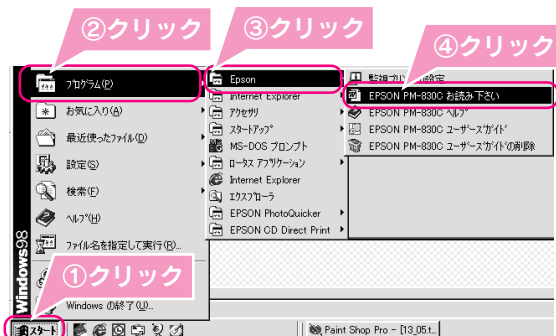 ②クリック
③クリック
④クリック
プログラム(P)
お気に入り(A)
最近使ったファイル(D)
設定(S)
検索(F)
ヘルプ(H)
ファイル名を指定して実行(R)...
Windows の終了(U)...
Windows98
①クリック
スタート
Epson
Internet Explorer
アクセサリ
スタートアップ
MS-DOS プロンプト
ロータス アプリケーション
Internet Explorer
エクスプローラ
EPSON PhotoQuicker
EPSON CD Direct Print
EPSON PM-830C お読み下さい
EPSON PM-830C ヘルプ
EPSON PM-830C ユーザーズガイド
EPSON PM-830C ユーザーズガイドの削除
Paint Shop Pro - [13_05.t...